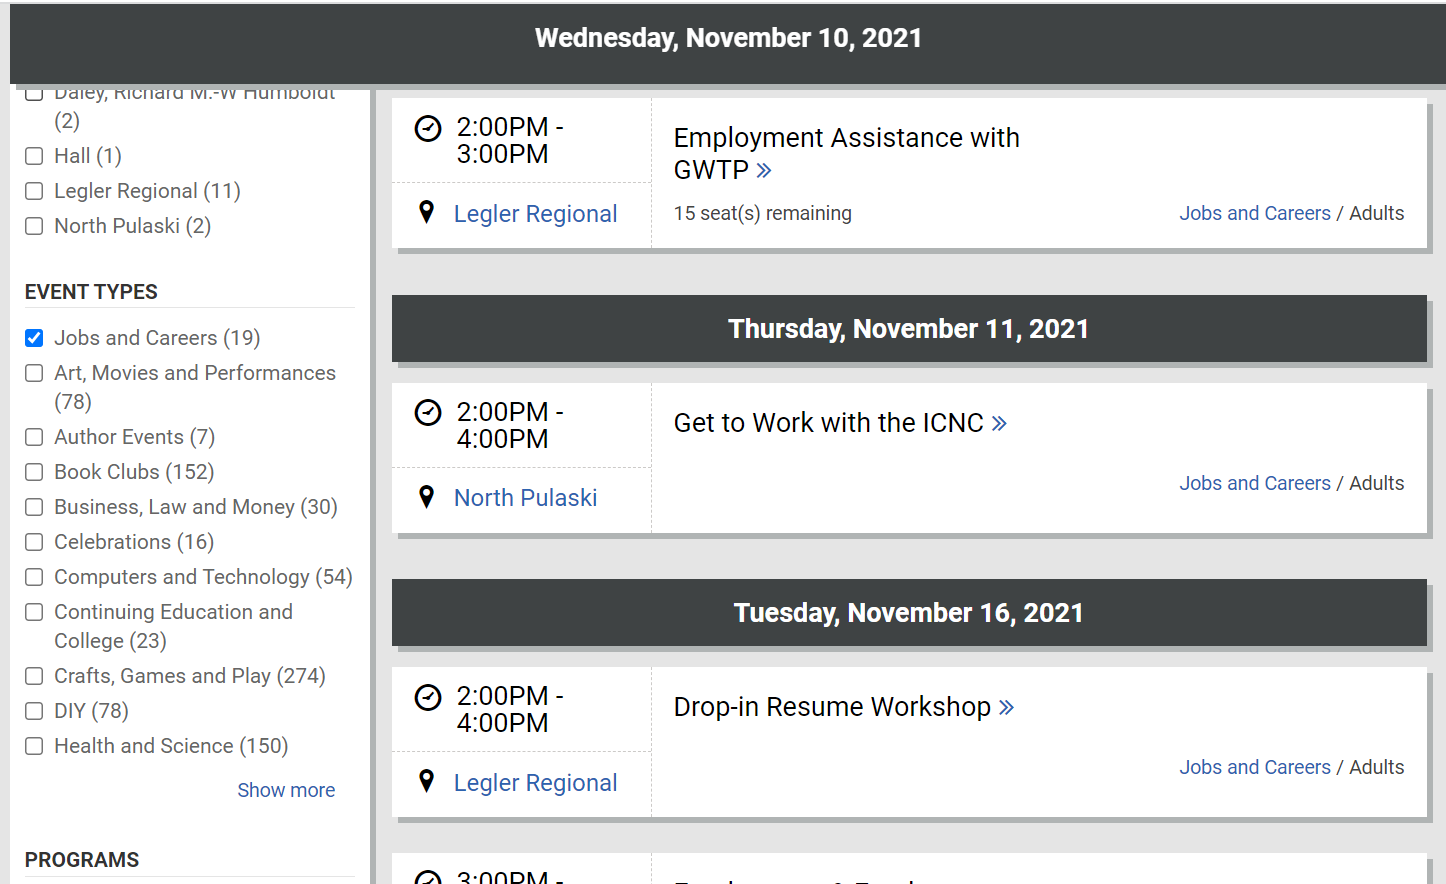 Wednesday, November 10, 2021
Daley, Richard M.-W Humboldt
(2)
Hall (1)
Legler Regional (11)
North Pulaski (2)
EVENT TYPES
Jobs and Careers (19)
Art, Movies and Performances
(78)
Author Events (7)
Book Clubs (152)
Business, Law and Money (30)
Celebrations (16)
Computers and Technology (54)
Continuing Education and
College (23)
Crafts, Games and Play (274)
DIY (78)
Health and Science (150)
Show more
PROGRAMS
2:00PM -
3:00PM
Legler Regional
Employment Assistance with
GWTP »
15 seat(s) remaining
Jobs and Careers / Adults
Thursday, November 11, 2021
2:00PM -
4:00PM
North Pulaski
Get to Work with the ICNC »
Jobs and Careers / Adults
Tuesday, November 16, 2021
2:00PM -
4:00PM
Legler Regional
Drop-in Resume Workshop »
Jobs and Careers / Adults
3:00PM -